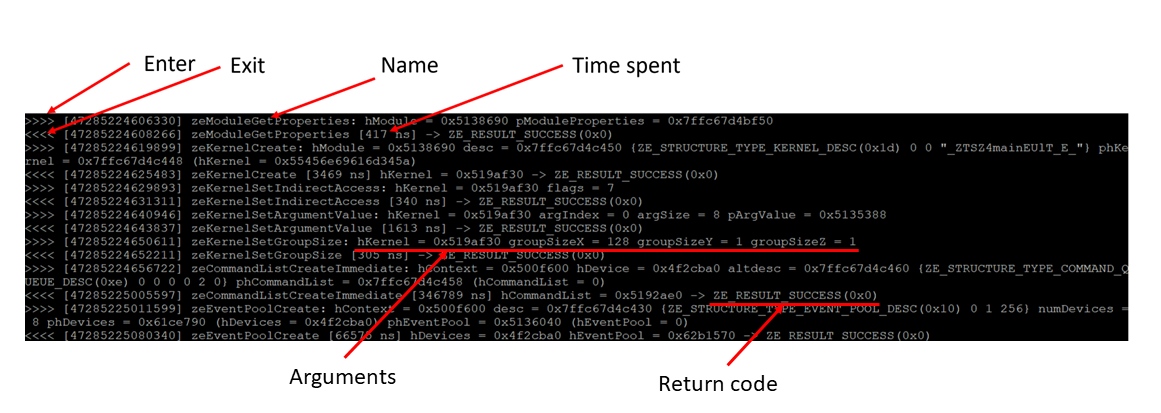 Enter
Exit
Name
Time spent
>>>> [47285224606330] zeModuleGetProperties: hModule = 0x5138690 pModuleProperties = 0x7ffc67d4bf50
<<<< [47285224608266] zeModuleGetProperties [417 ns] -> ZE_RESULT_SUCCESS(0x0)
>>>> [47285224619899] zeKernelCreate: hModule = 0x5138690 desc = 0x7ffc67d4c450 {ZE_STRUCTURE_TYPE_KERNEL_DESC(0x1d) 0 0 "_ZTSZ4mainEUlT_E_"} phKe
rnel = 0x7ffc67d4c448 (hKernel = 0x55456e69616d345a)
<<<< [47285224625483] zeKernelCreate [3469 ns] hKernel = 0x519af30 -> ZE_RESULT_SUCCESS(0x0)
>>>> [47285224629893] zeKernelSetIndirectAccess: hKernel = 0x519af30 flags = 7
<<<< [47285224631311] zeKernelSetIndirectAccess [340 ns] -> ZE_RESULT_SUCCESS(0x0)
>>>> [47285224640946] zeKernelSetArgumentValue: hKernel = 0x519af30 argIndex = 0 argSize = 8 pArgValue = 0x5135388
<<<< [47285224643837] zeKernelSetArgumentValue [1613 ns] -> ZE_RESULT_SUCCESS(0x0)
>>>> [47285224650611] zeKernelSetGroupSize: hKernel = 0x519af30 groupSizeX = 128 groupSizeY = 1 groupSizeZ = 1
<<<< [47285224652211] zeKernelSetGroupSize [305 ns] -> ZE_RESULT_SUCCESS(0x0)
>>>> [47285224656722] zeCommandListCreateImmediate: hContext = 0x500f600 hDevice = 0x4f2cba0 altdesc = 0x7ffc67d4c460 {ZE_STRUCTURE_TYPE_COMMAND_Q
UEUE_DESC(0xe) 0 0 0 0 2 0} phCommandList = 0x7ffc67d4c458 (hCommandList = 0)
<<<< [47285225005597] zeCommandListCreateImmediate [346789 ns] hCommandList = 0x5192ae0 -> ZE_RESULT_SUCCESS(0x0)
>>>> [47285225011599] zeEventPoolCreate: hContext = 0x500f600 desc = 0x7ffc67d4c430 {ZE_STRUCTURE_TYPE_EVENT_POOL_DESC(0x10) 0 1 256} numDevices =
8 phDevices = 0x61ce790 (hDevices = 0x4f2cba0) phEventPool = 0x5136040 (hEventPool = 0)
<<<< [47285225080340] zeEventPoolCreate [66575 ns] hDevices = 0x4f2cba0 hEventPool = 0x62b1570 -> ZE_RESULT_SUCCESS(0x0)
Arguments
Return code